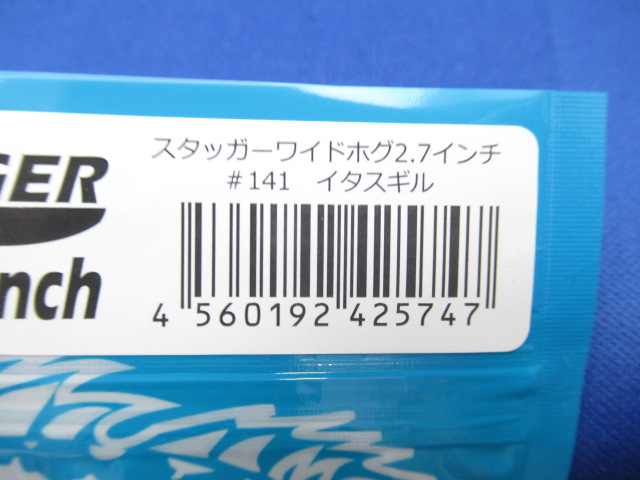 スタッガーワイドホグ2.7インチ
#141 イタスギル
GER
nch
4 560192 425747